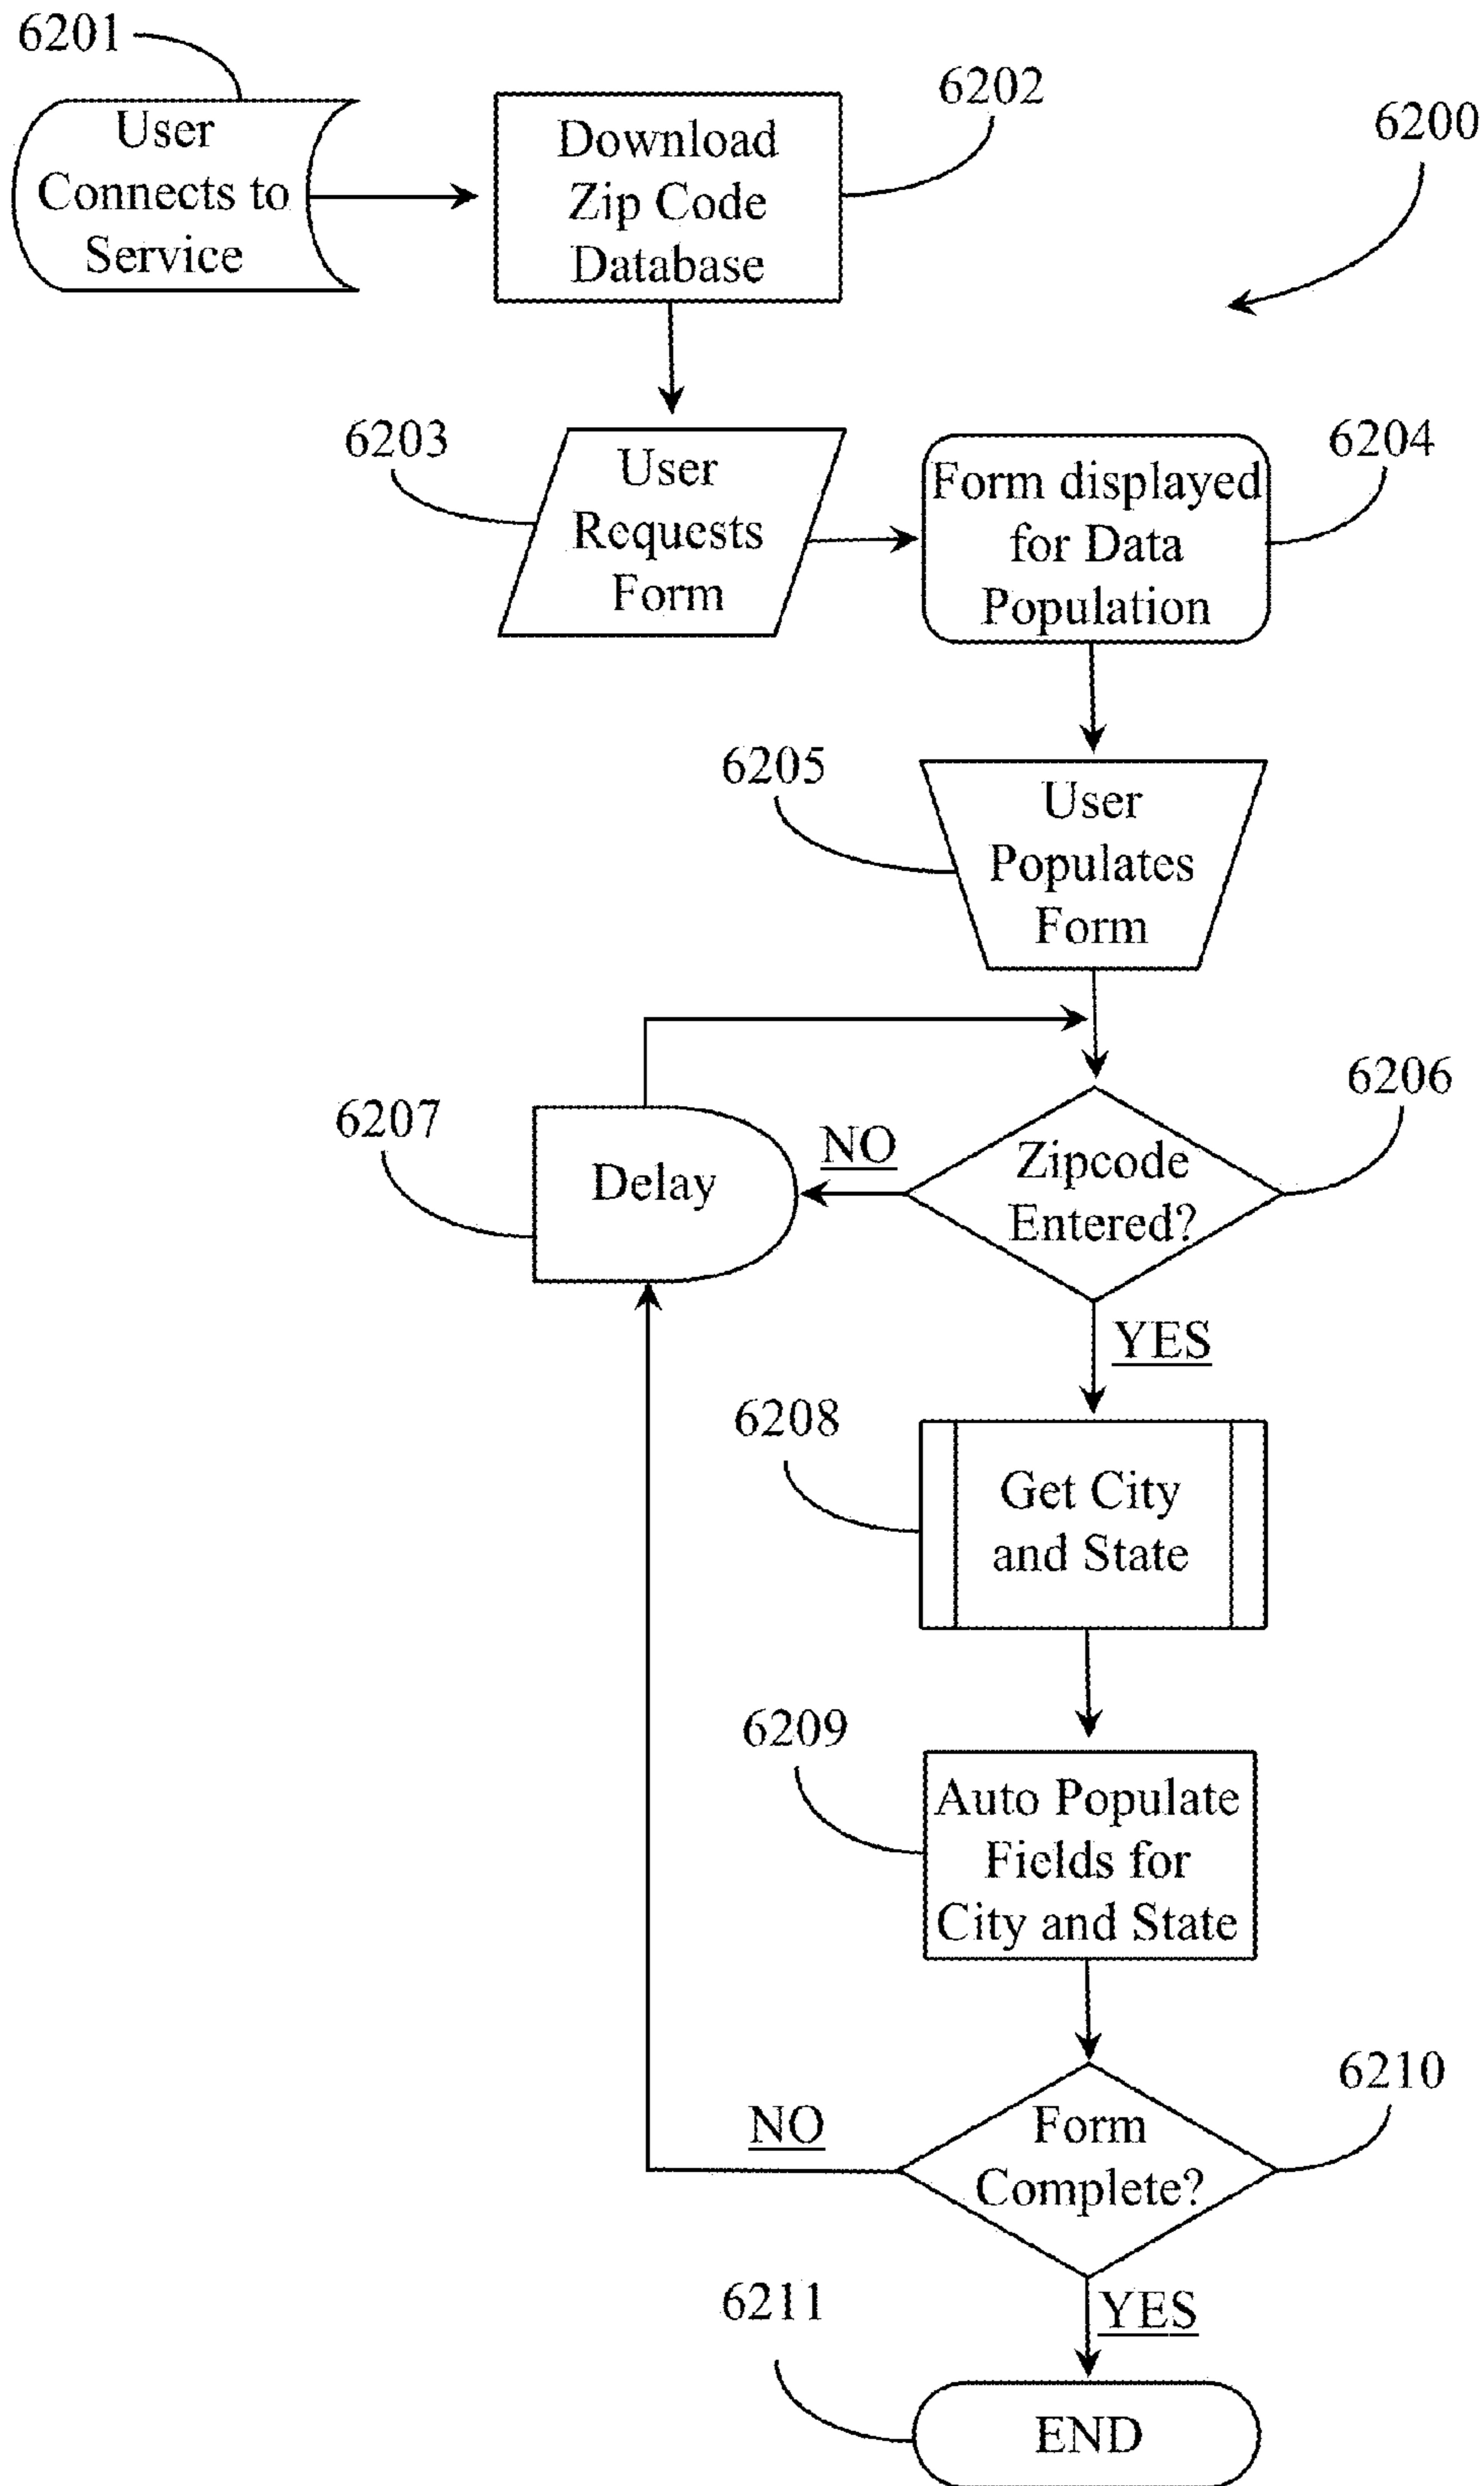 6201
User
Connects to
Service
6202
Download
Zip Code
Database
6200
6203
User
Requests
Form
6204
Form displayed
for Data
Population
6205
User
Populates
Form
6206
Zipcode
Entered?
NO
6207
Delay
YES
6208
Get City
and State
6209
Auto Populate
Fields for
City and State
6210
Form
Complete?
NO
YES
6211
END